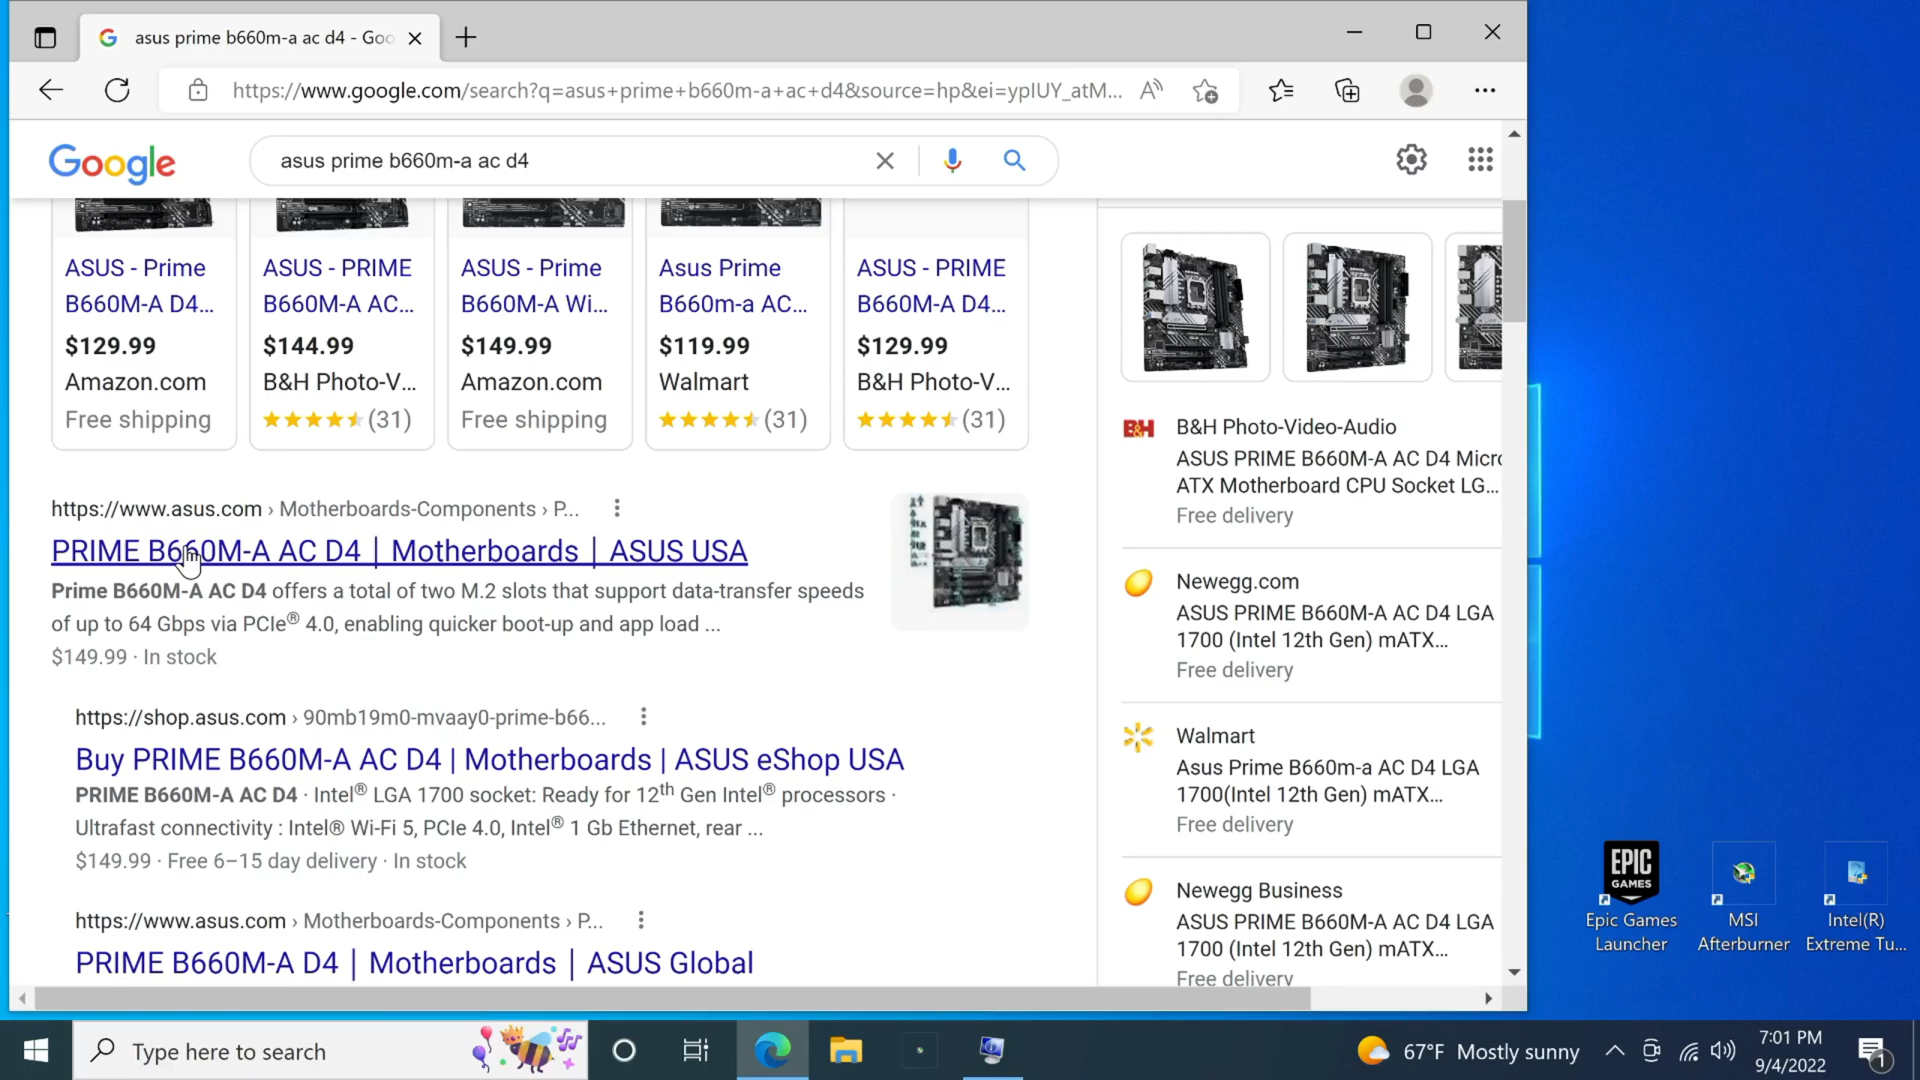 asus prime b660m-a ac d4 - Goo
https://www.google.com/search?q=asus+prime+b660m-a+ac+d4&source=hp&ei=ypIUY_atM...
Google
asus prime b660m-a ac d4
ASUS - Prime
B660M-A D4...
$129.99
Amazon.com
Free shipping
ASUS - PRIME
B660M-A AC...
$144.99
B&H Photo-V...
(31)
ASUS - Prime
B660M-A Wi...
$149.99
Amazon.com
Free shipping
Asus Prime
B660m-a AC...
$119.99
Walmart
(31)
ASUS - PRIME
B660M-A D4...
$129.99
B&H Photo-V...
(31)
https://www.asus.com › Motherboards-Components › P...
PRIME B660M-A AC D4 | Motherboards | ASUS USA
Prime B660M-A AC D4 offers a total of two M.2 slots that support data-transfer speeds
of up to 64 Gbps via PCIe® 4.0, enabling quicker boot-up and app load ...
$149.99 · In stock
https://shop.asus.com › 90mb19m0-mvaay0-prime-b66...
Buy PRIME B660M-A AC D4 | Motherboards | ASUS eShop USA
PRIME B660M-A AC D4 · Intel® LGA 1700 socket: Ready for 12th Gen Intel® processors ·
Ultrafast connectivity : Intel® Wi-Fi 5, PCIe 4.0, Intel® 1 Gb Ethernet, rear ...
$149.99 · Free 6–15 day delivery · In stock
https://www.asus.com › Motherboards-Components › P...
PRIME B660M-A D4 | Motherboards | ASUS Global
B&H
B&H Photo-Video-Audio
ASUS PRIME B660M-A AC D4 Micro
ATX Motherboard CPU Socket LG...
Free delivery
Newegg.com
ASUS PRIME B660M-A AC D4 LGA
1700 (Intel 12th Gen) mATX...
Free delivery
Walmart
Asus Prime B660m-a AC D4 LGA
1700(Intel 12th Gen) mATX...
Free delivery
Newegg Business
ASUS PRIME B660M-A AC D4 LGA
1700 (Intel 12th Gen) mATX...
Free delivery
EPIC
GAMES
Epic Games
Launcher
MSI
Afterburner
Intel(R)
Extreme Tu...
Type here to search
67°F Mostly sunny
7:01 PM
9/4/2022
1